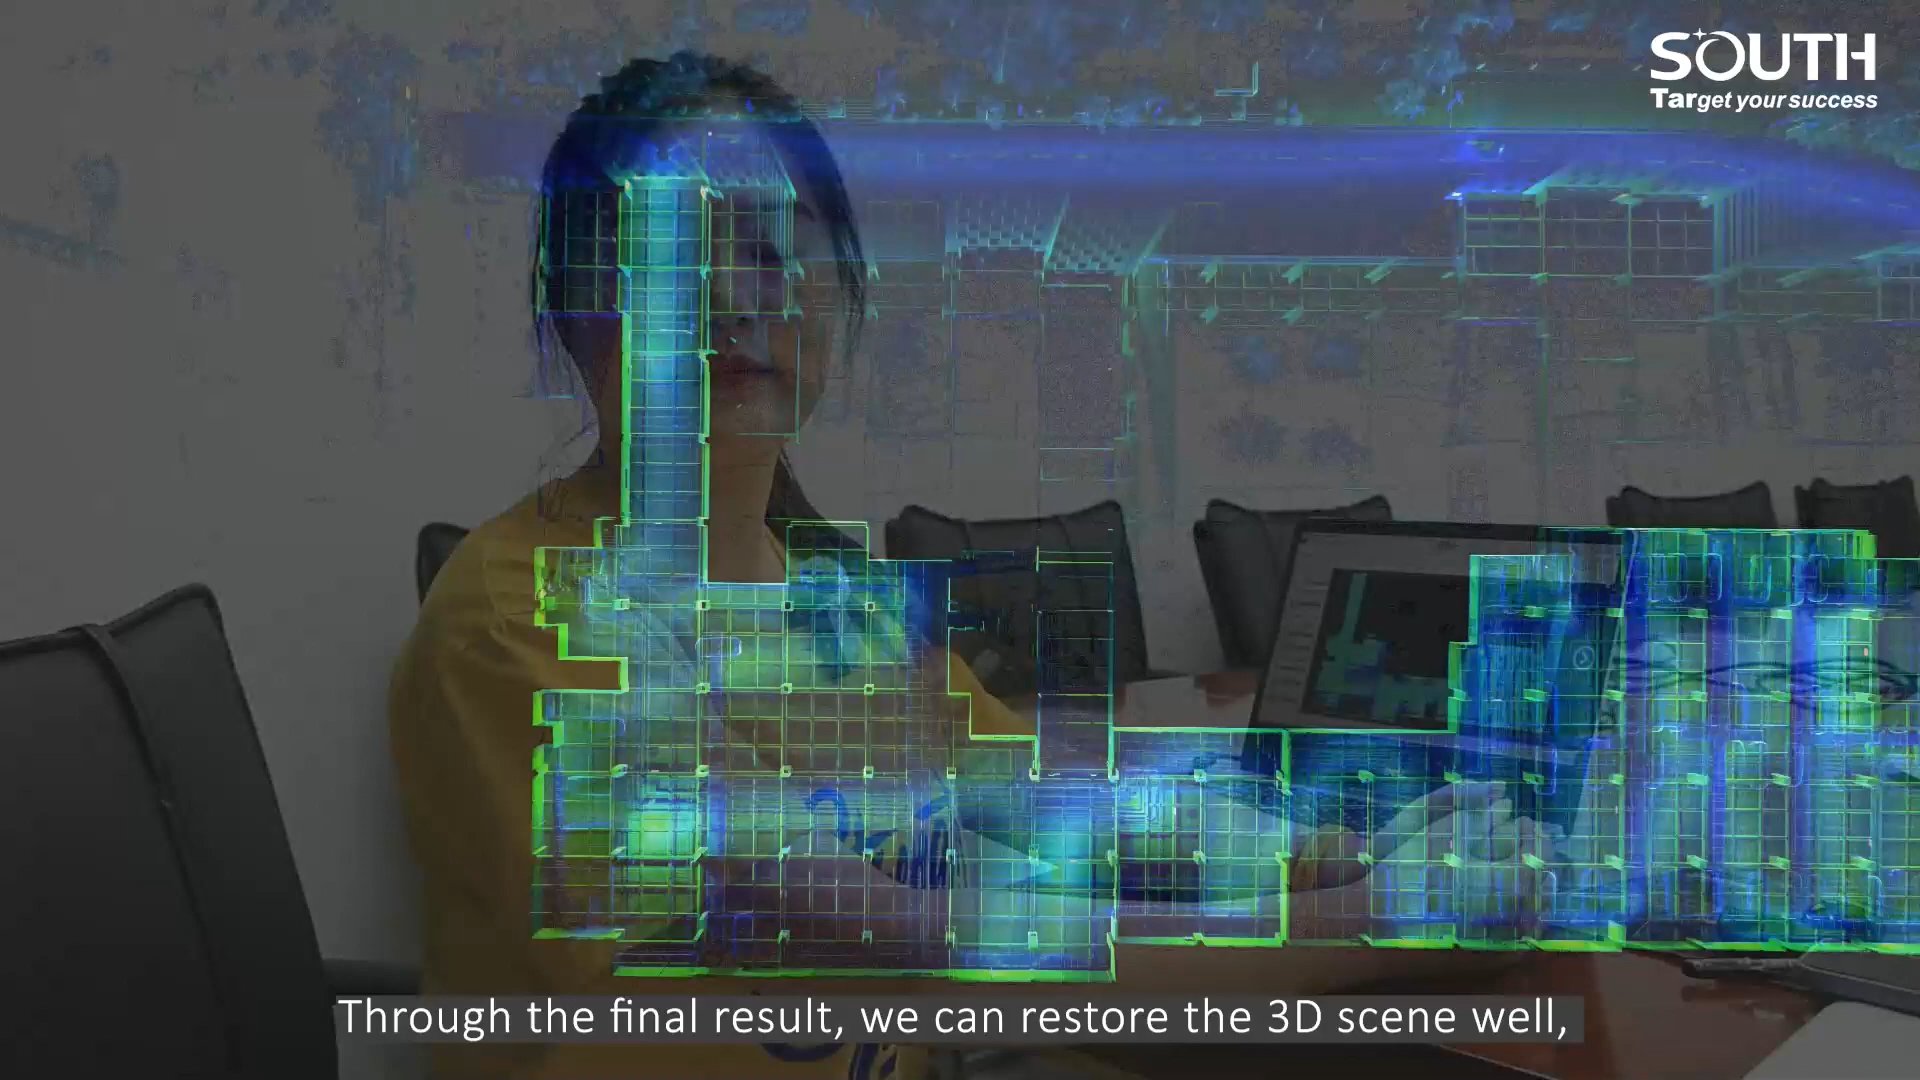 SOUTH
Target your success
Through the final result, we can restore the 3D scene well,